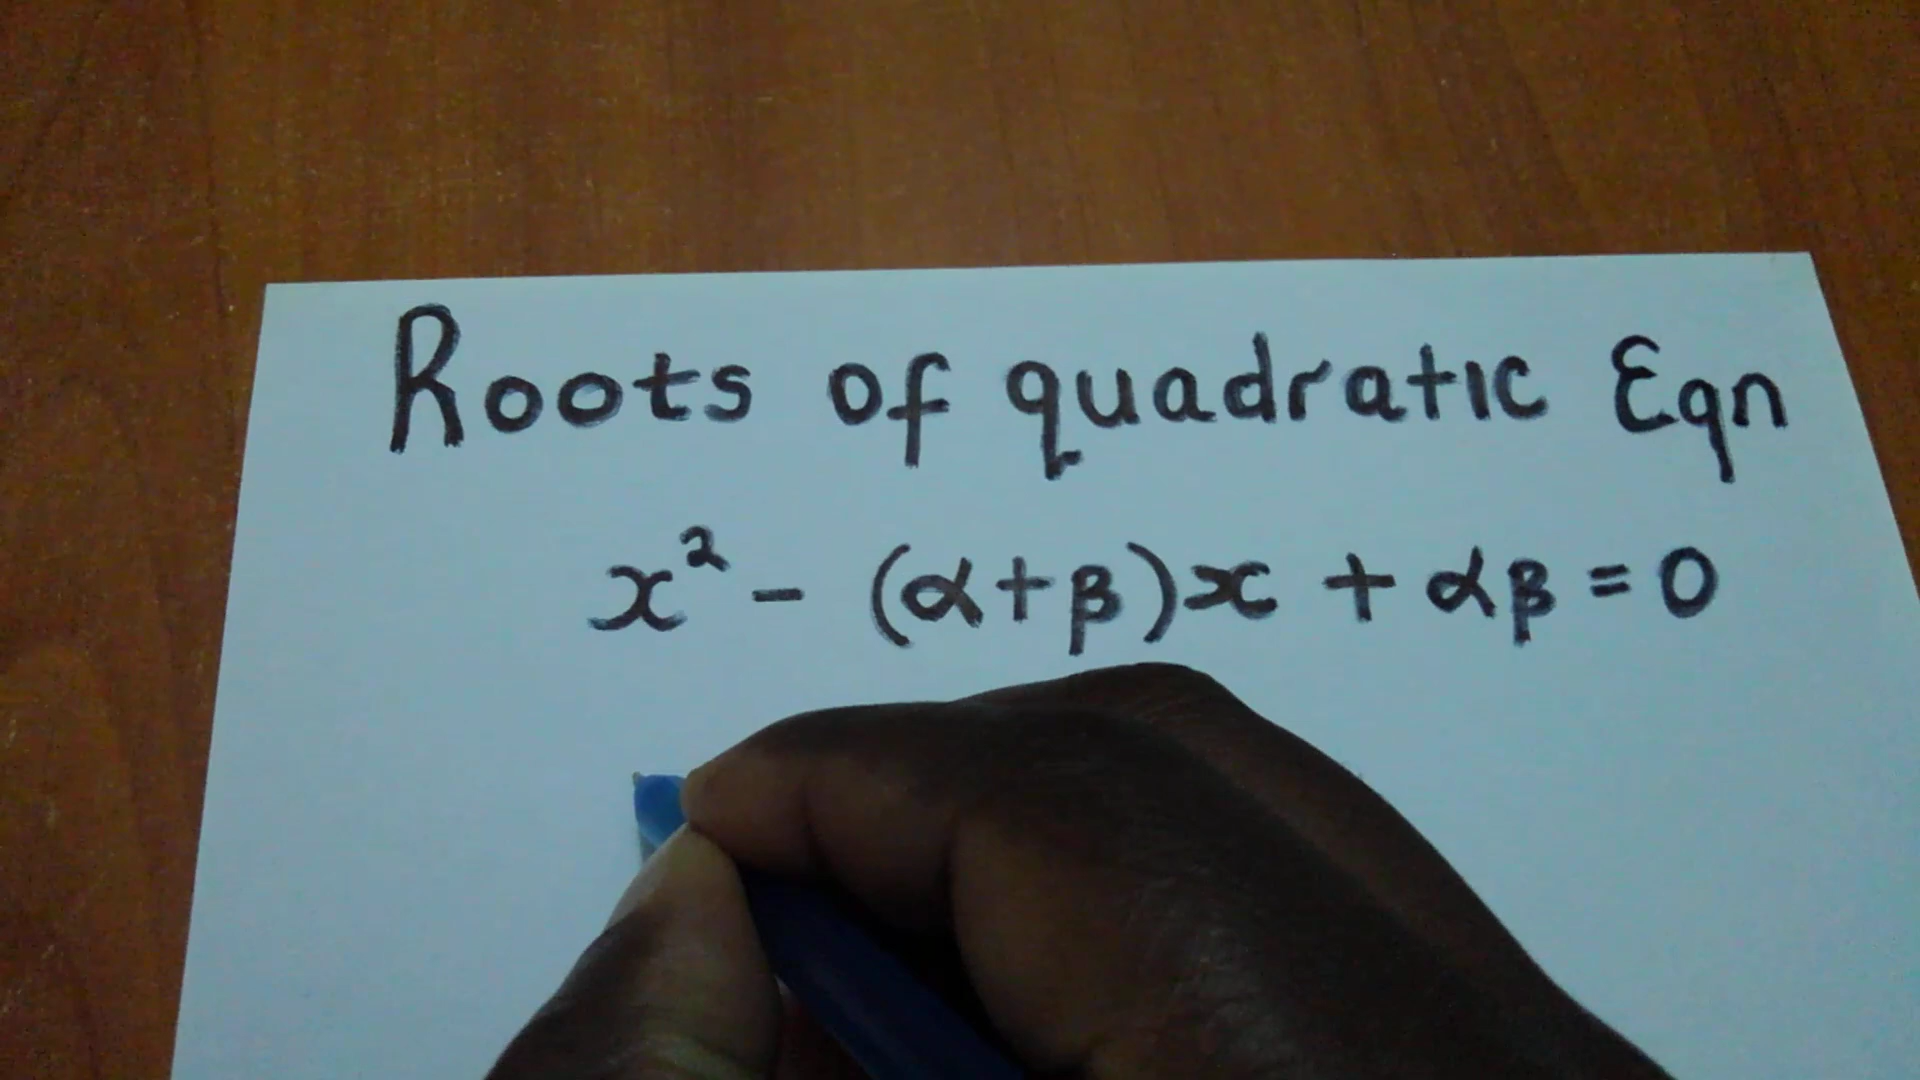 Roots of quadratic Eqn
x² - (α+β)x + αβ = 0